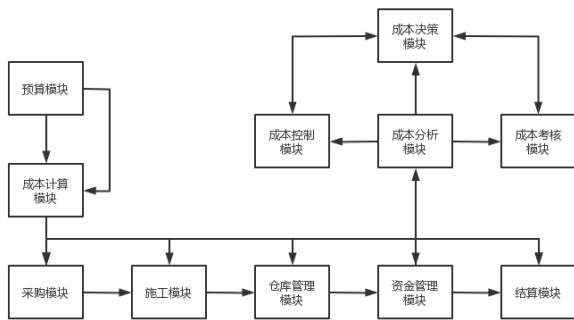 成本决策
模块
预算模块
成本控制
模块
成本分析
模块
成本考核
模块
成本计算
模块
采购模块
施工模块
仓库管理
模块
资金管理
模块
结算模块